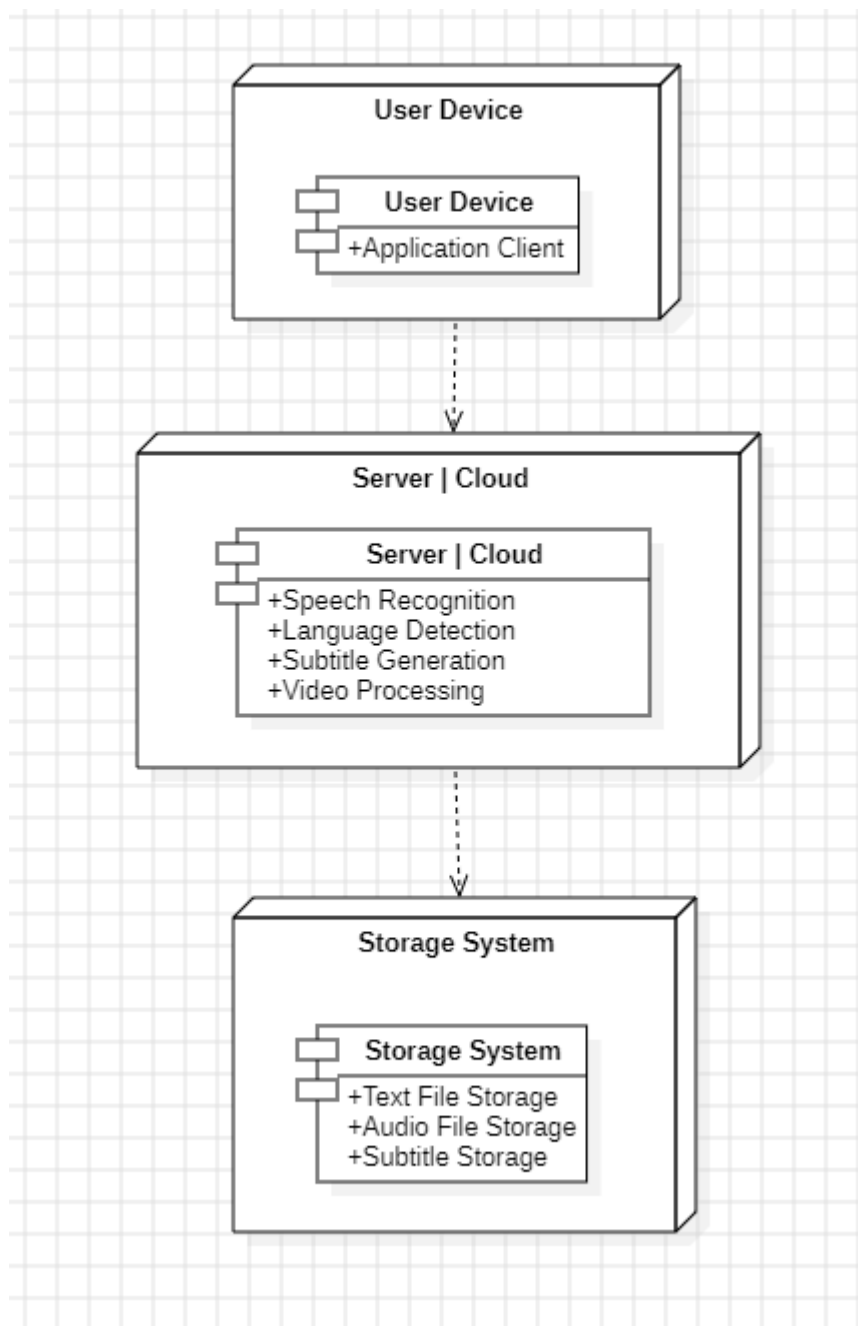 User Device
User Device
+Application Client
Server | Cloud
Server | Cloud
+Speech Recognition
+Language Detection
+Subtitle Generation
+Video Processing
Storage System
Storage System
+Text File Storage
+Audio File Storage
+Subtitle Storage